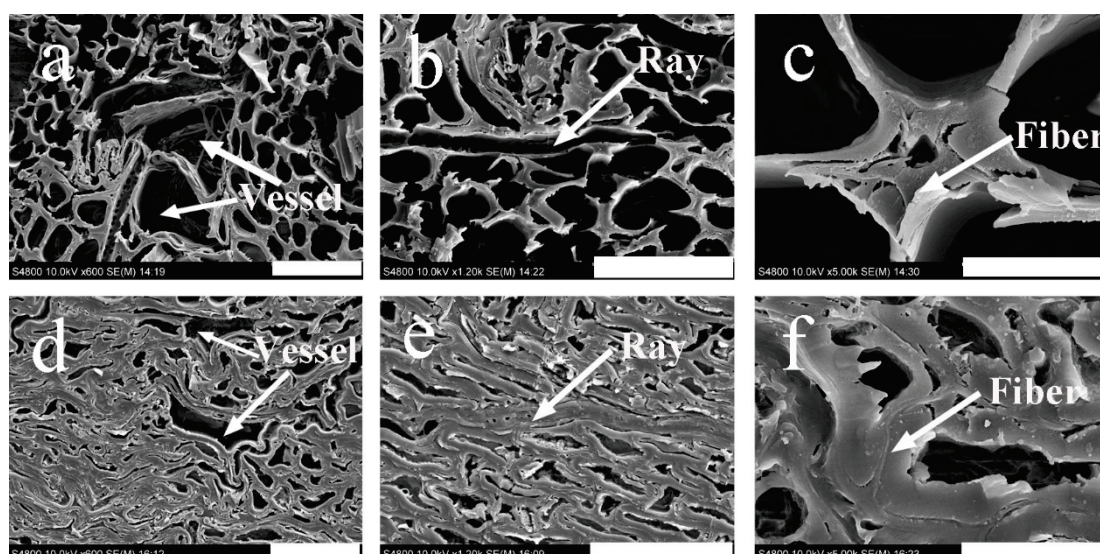 a
Vessel
S4800 10.0kV x600 SE(M) 14:19
b
Ray
S4800 10.0kV x1.20k SE(M) 14:22
c
Fiber
S4800 10.0kV x5.00k SE(M) 14:30
d
Vessel
S4800 10.0kV x600 SE(M) 16:12
e
Ray
S4800 10.0kV x1.20k SE(M) 16:09
f
Fiber
S4800 10.0kV x5.00k SE(M) 16:23